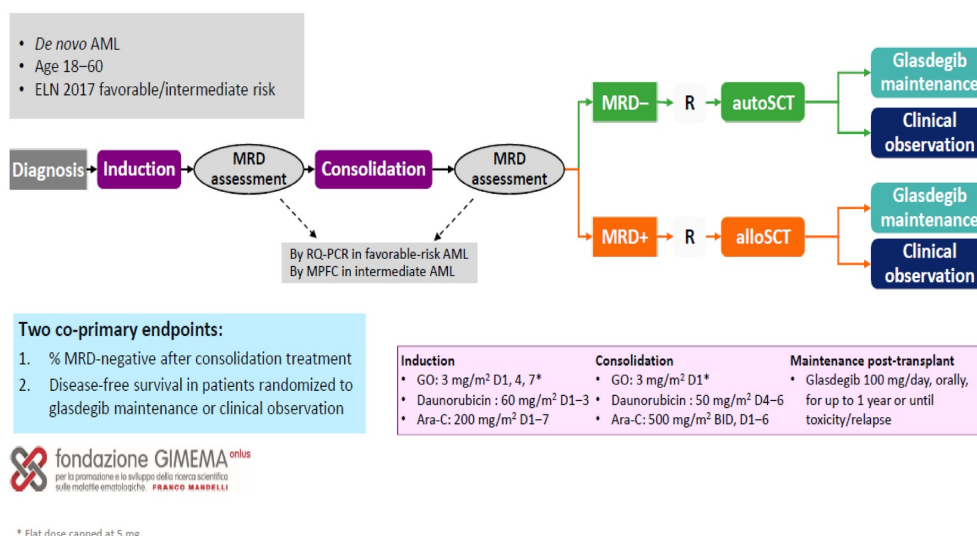 • De novo AML
• Age 18–60
• ELN 2017 favorable/intermediate risk
Diagnosis
Induction
MRD
assessment
Consolidation
MRD
assessment
MRD–
R
autoSCT
Glasdegib
maintenance
Clinical
observation
MRD+
R
alloSCT
Glasdegib
maintenance
Clinical
observation
By RQ-PCR in favorable-risk AML
By MPFC in intermediate AML
Two co-primary endpoints:
1. % MRD-negative after consolidation treatment
2. Disease-free survival in patients randomized to
glasdegib maintenance or clinical observation
Induction
• GO: 3 mg/m² D1, 4, 7*
• Daunorubicin : 60 mg/m² D1–3
• Ara-C: 200 mg/m² D1–7
Consolidation
• GO: 3 mg/m² D1*
• Daunorubicin : 50 mg/m² D4–6
• Ara-C: 500 mg/m² BID, D1–6
Maintenance post-transplant
• Glasdegib 100 mg/day, orally,
for up to 1 year or until
toxicity/relapse
fondazione GIMEMA onlus
per la promozione e lo sviluppo della ricerca scientifica
sulle malattie ematologiche. FRANCO MANDELLI
* Flat dose capped at 5 mg